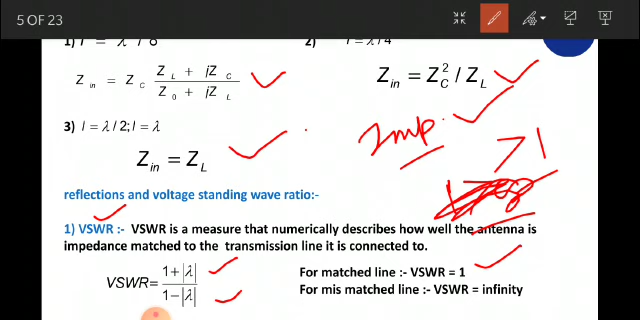 5 OF 23
1) l = λ / 8
2) l = λ/4
Z in = Z C (Z L + jZ C) / (Z 0 + jZ L)
Z in = Z C 2 / Z L
3) l = λ / 2; l = λ
Imp.
Z in = Z L
>1
reflections and voltage standing wave ratio:-
1) VSWR :- VSWR is a measure that numerically describes how well the antenna is
impedance matched to the transmission line it is connected to.
VSWR = (1 + |λ|) / (1 − |λ|)
For matched line :- VSWR = 1
For mis matched line :- VSWR = infinity